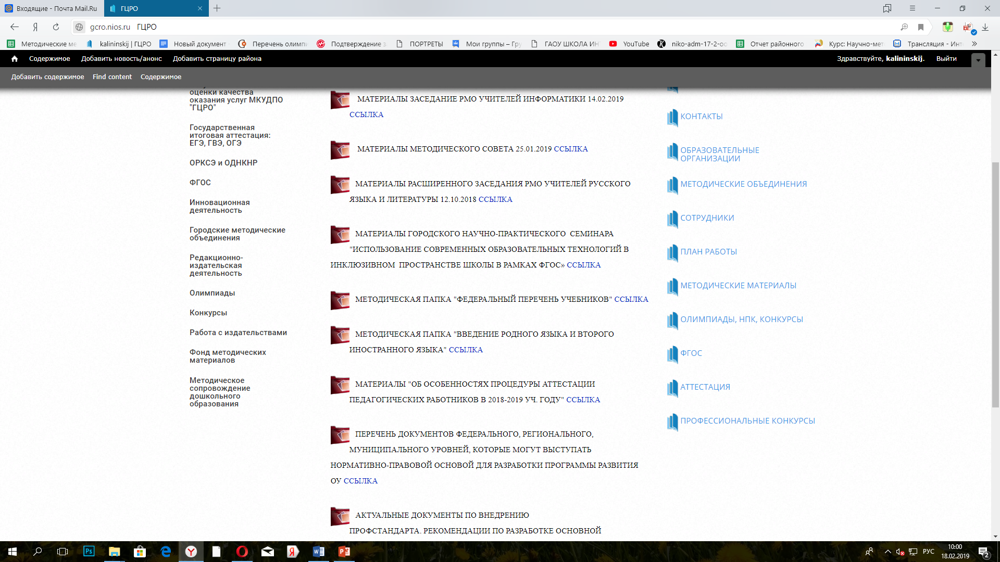 Входящие - Почта Mail.Ru
ГЦРО
gcro.nios.ru ГЦРО
Методические ме
kalininskij | ГЦРО
Новый документ
Перечень олимпи
Подтверждение з
ПОРТРЕТЫ
Мои группы – Гру
ГАОУ ШКОЛА ИН
YouTube
niko-adm-17-2-oo
Отчет районного
Курс: Научно-мет
Трансляция - Инт
Содержимое
Добавить новость/анонс
Добавить страницу района
Здравствуйте, kalininskij.
Выйти
Добавить содержимое
Find content
Содержимое
оценки качества
оказания услуг МКУДПО
"ГЦРО"
Государственная
итоговая аттестация:
ЕГЭ, ГВЭ, ОГЭ
ОРКСЭ и ОДНКНР
ФГОС
Инновационная
деятельность
Городские методические
объединения
Редакционно-
издательская
деятельность
Олимпиады
Конкурсы
Работа с издательствами
Фонд методических
материалов
Методическое
сопровождение
дошкольного
образования
МАТЕРИАЛЫ ЗАСЕДАНИЕ РМО УЧИТЕЛЕЙ ИНФОРМАТИКИ 14.02.2019
ССЫЛКА
МАТЕРИАЛЫ МЕТОДИЧЕСКОГО СОВЕТА 25.01.2019 ССЫЛКА
МАТЕРИАЛЫ РАСШИРЕННОГО ЗАСЕДАНИЯ РМО УЧИТЕЛЕЙ РУССКОГО
ЯЗЫКА И ЛИТЕРАТУРЫ 12.10.2018 ССЫЛКА
МАТЕРИАЛЫ ГОРОДСКОГО НАУЧНО-ПРАКТИЧЕСКОГО СЕМИНАРА
"ИСПОЛЬЗОВАНИЕ СОВРЕМЕННЫХ ОБРАЗОВАТЕЛЬНЫХ ТЕХНОЛОГИЙ В
ИНКЛЮЗИВНОМ ПРОСТРАНСТВЕ ШКОЛЫ В РАМКАХ ФГОС» ССЫЛКА
МЕТОДИЧЕСКАЯ ПАПКА "ФЕДЕРАЛЬНЫЙ ПЕРЕЧЕНЬ УЧЕБНИКОВ" ССЫЛКА
МЕТОДИЧЕСКАЯ ПАПКА "ВВЕДЕНИЕ РОДНОГО ЯЗЫКА И ВТОРОГО
ИНОСТРАННОГО ЯЗЫКА" ССЫЛКА
МАТЕРИАЛЫ "ОБ ОСОБЕННОСТЯХ ПРОЦЕДУРЫ АТТЕСТАЦИИ
ПЕДАГОГИЧЕСКИХ РАБОТНИКОВ В 2018-2019 УЧ. ГОДУ" ССЫЛКА
ПЕРЕЧЕНЬ ДОКУМЕНТОВ ФЕДЕРАЛЬНОГО, РЕГИОНАЛЬНОГО,
МУНИЦИПАЛЬНОГО УРОВНЕЙ, КОТОРЫЕ МОГУТ ВЫСТУПАТЬ
НОРМАТИВНО-ПРАВОВОЙ ОСНОВОЙ ДЛЯ РАЗРАБОТКИ ПРОГРАММЫ РАЗВИТИЯ
ОУ ССЫЛКА
АКТУАЛЬНЫЕ ДОКУМЕНТЫ ПО ВНЕДРЕНИЮ
ПРОФСТАНДАРТА. РЕКОМЕНДАЦИИ ПО РАЗРАБОТКЕ ОСНОВНОЙ
КОНТАКТЫ
ОБРАЗОВАТЕЛЬНЫЕ
ОРГАНИЗАЦИИ
МЕТОДИЧЕСКИЕ ОБЪЕДИНЕНИЯ
СОТРУДНИКИ
ПЛАН РАБОТЫ
МЕТОДИЧЕСКИЕ МАТЕРИАЛЫ
ОЛИМПИАДЫ, НПК, КОНКУРСЫ
ФГОС
АТТЕСТАЦИЯ
ПРОФЕССИОНАЛЬНЫЕ КОНКУРСЫ
РУС
10:00
18.02.2019
2